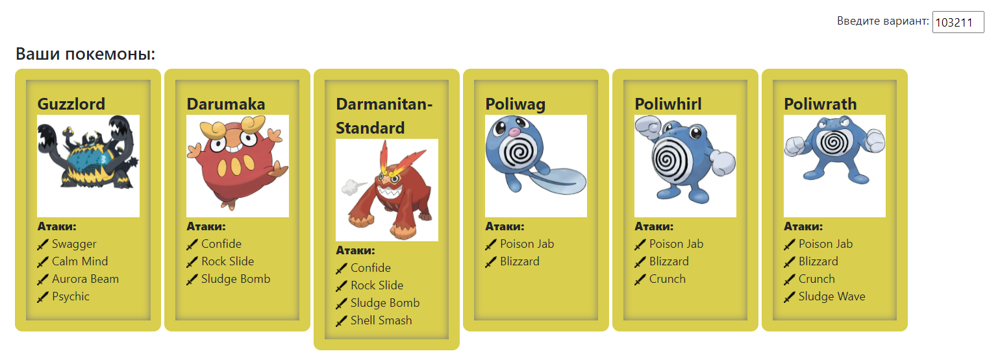 Введите вариант: 103211
Ваши покемоны:
Guzzlord
Атаки:
Swagger
Calm Mind
Aurora Beam
Psychic
Darumaka
Атаки:
Confide
Rock Slide
Sludge Bomb
Darmanitan-
Standard
Атаки:
Confide
Rock Slide
Sludge Bomb
Shell Smash
Poliwag
Атаки:
Poison Jab
Blizzard
Poliwhirl
Атаки:
Poison Jab
Blizzard
Crunch
Poliwrath
Атаки:
Poison Jab
Blizzard
Crunch
Sludge Wave